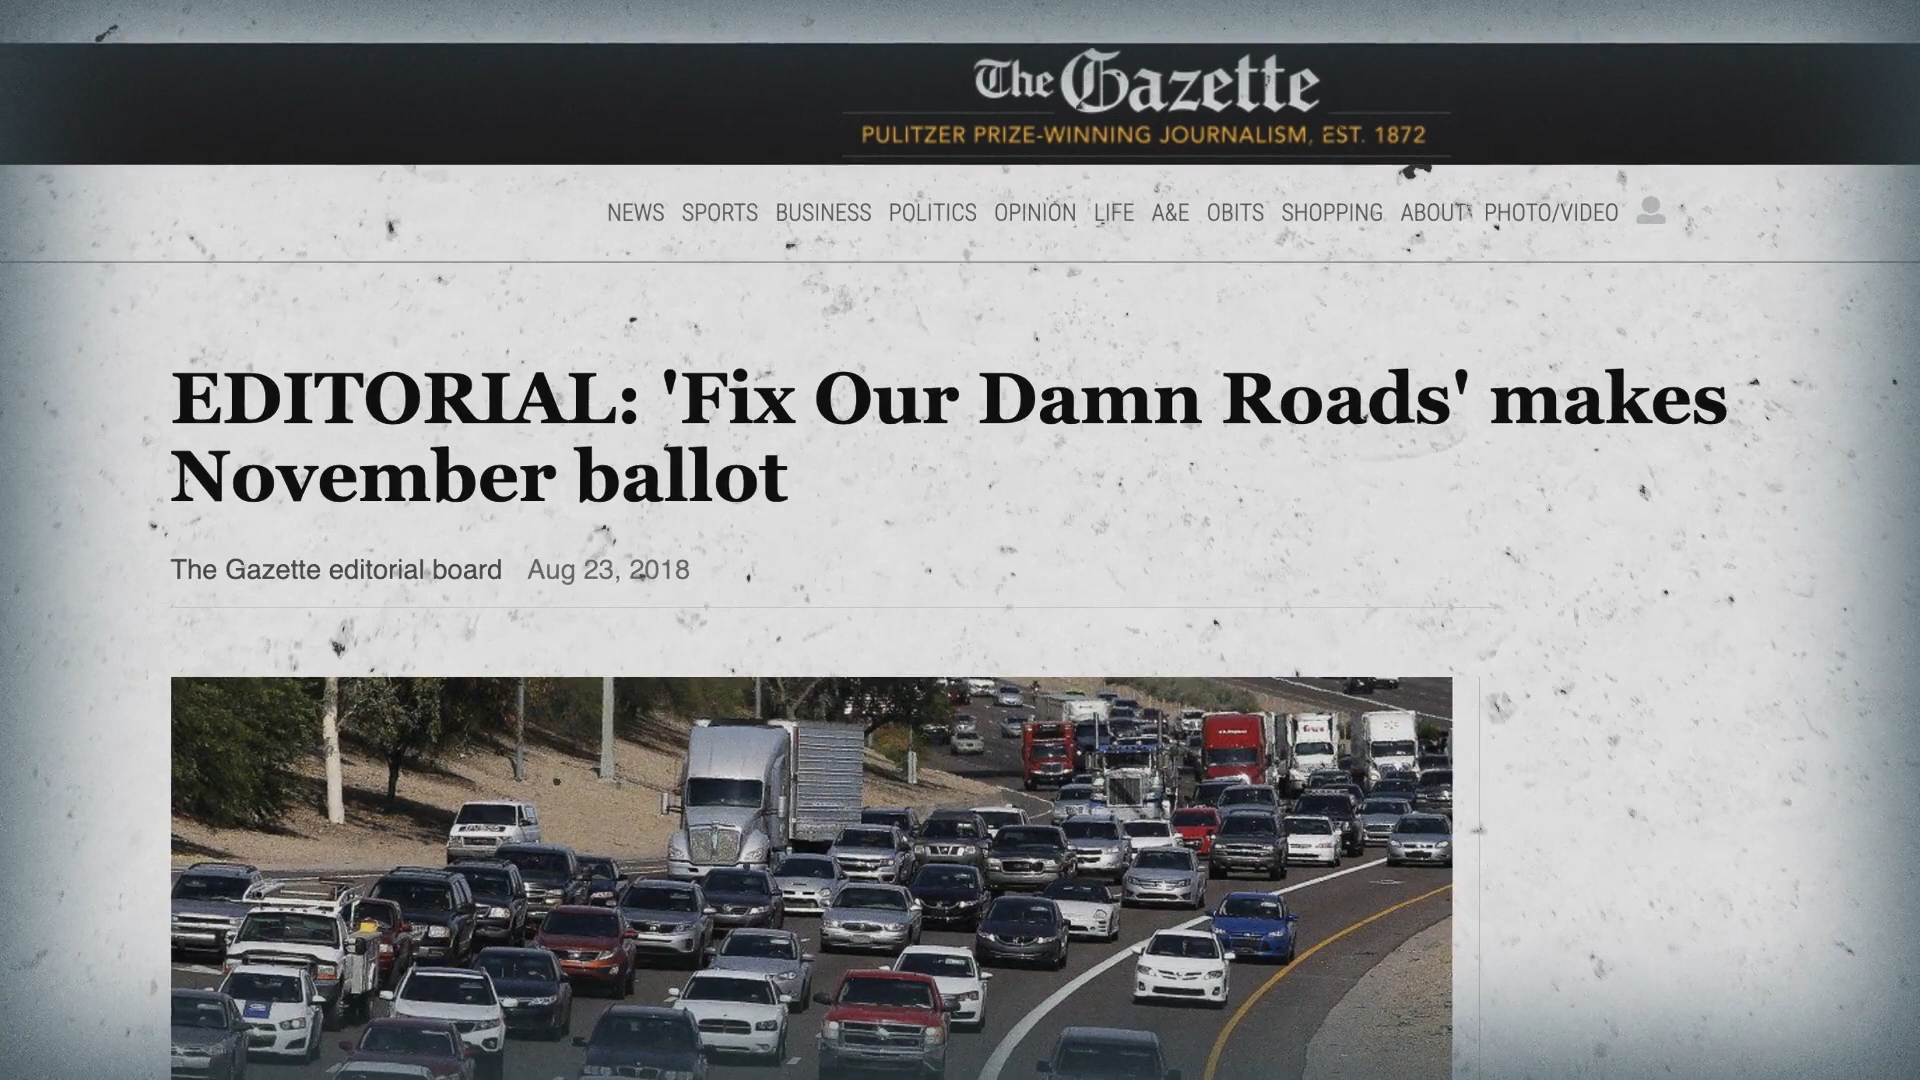 The Gazette
PULITZER PRIZE-WINNING JOURNALISM, EST. 1872
NEWS SPORTS BUSINESS POLITICS OPINION LIFE A&E OBITS SHOPPING ABOUT PHOTO/VIDEO
EDITORIAL: 'Fix Our Damn Roads' makes
November ballot
The Gazette editorial board Aug 23, 2018